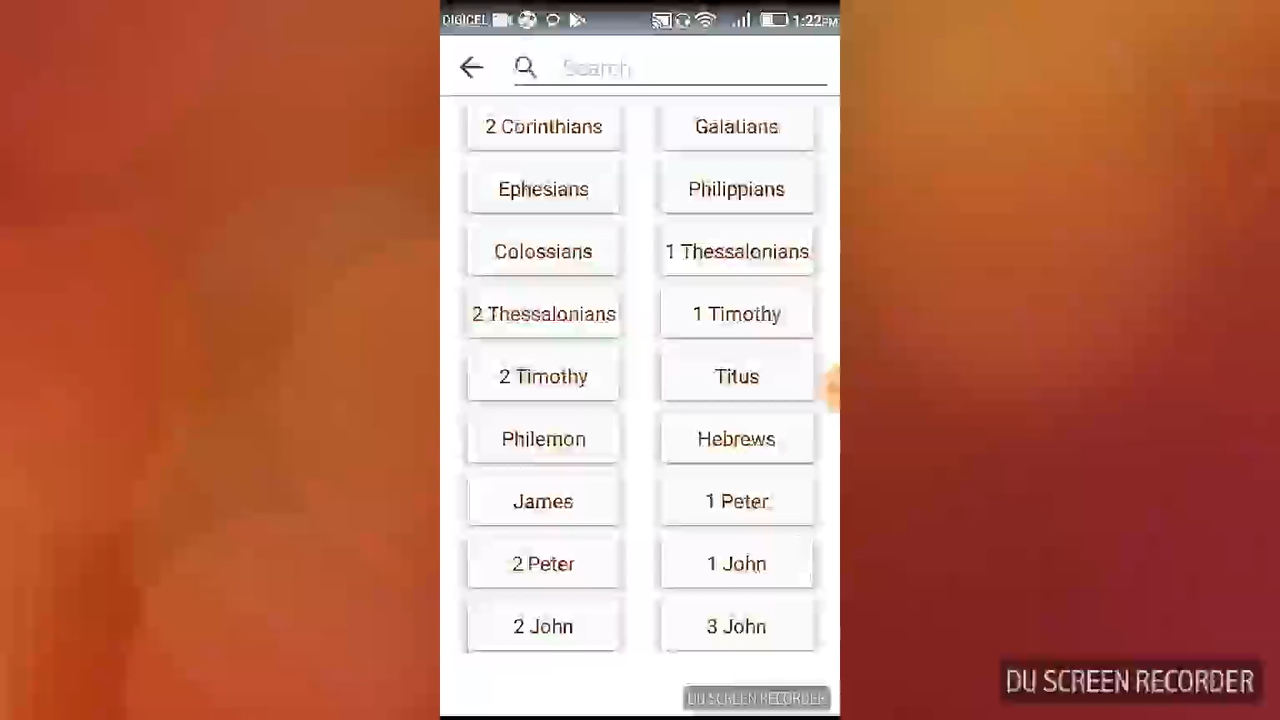 DIGICEL 1:22PM
Search
2 Corinthians Galatians
Ephesians Philippians
Colossians 1 Thessalonians
2 Thessalonians 1 Timothy
2 Timothy Titus
Philemon Hebrews
James 1 Peter
2 Peter 1 John
2 John 3 John
DU SCREEN RECORDER
DU SCREEN RECORDER